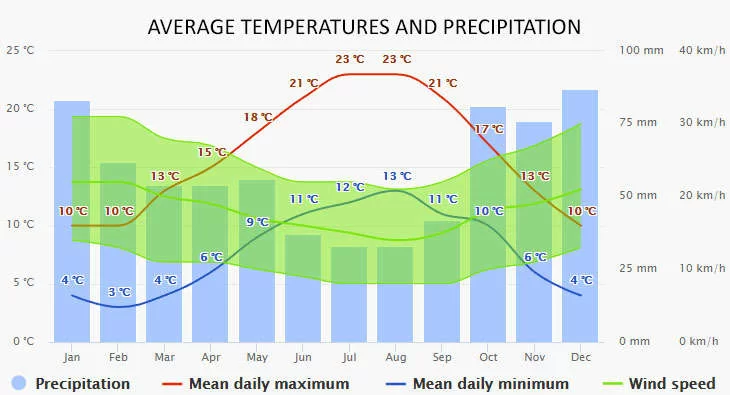 AVERAGE TEMPERATURES AND PRECIPITATION
25 °C 100 mm 40 km/h
23 °C 23 °C
21 °C 21 °C
20 °C 75 mm 30 km/h
18 °C 17 °C
15 °C
15 °C 50 mm 20 km/h
13 °C 13 °C 13 °C
12 °C
11 °C 11 °C
10 °C 10 °C 10 °C 10 °C
10 °C 25 mm 10 km/h
9 °C
6 °C 6 °C
5 °C
4 °C 3 °C 4 °C 4 °C
0 °C 0 mm 0 km/h
Jan Feb Mar Apr May Jun Jul Aug Sep Oct Nov Dec
Precipitation Mean daily maximum Mean daily minimum Wind speed